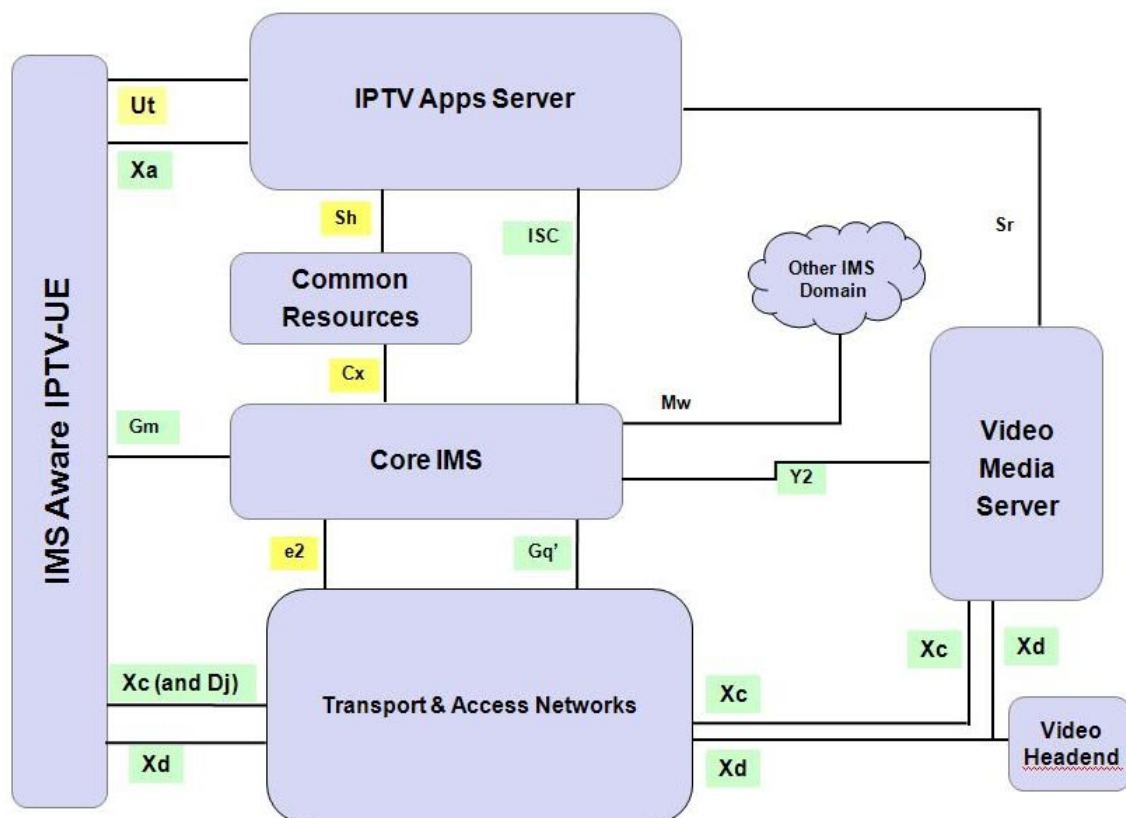 IPTV Apps Server
Ut
Xa
IMS Aware IPTV-UE
Sh
ISC
Sr
Common
Resources
Other IMS
Domain
Cx
Mw
Gm
Core IMS
Video
Media
Server
Y2
e2
Gq’
Xc
Xd
Xc (and Dj)
Transport & Access Networks
Xc
Xd
Xd
Video
Headend